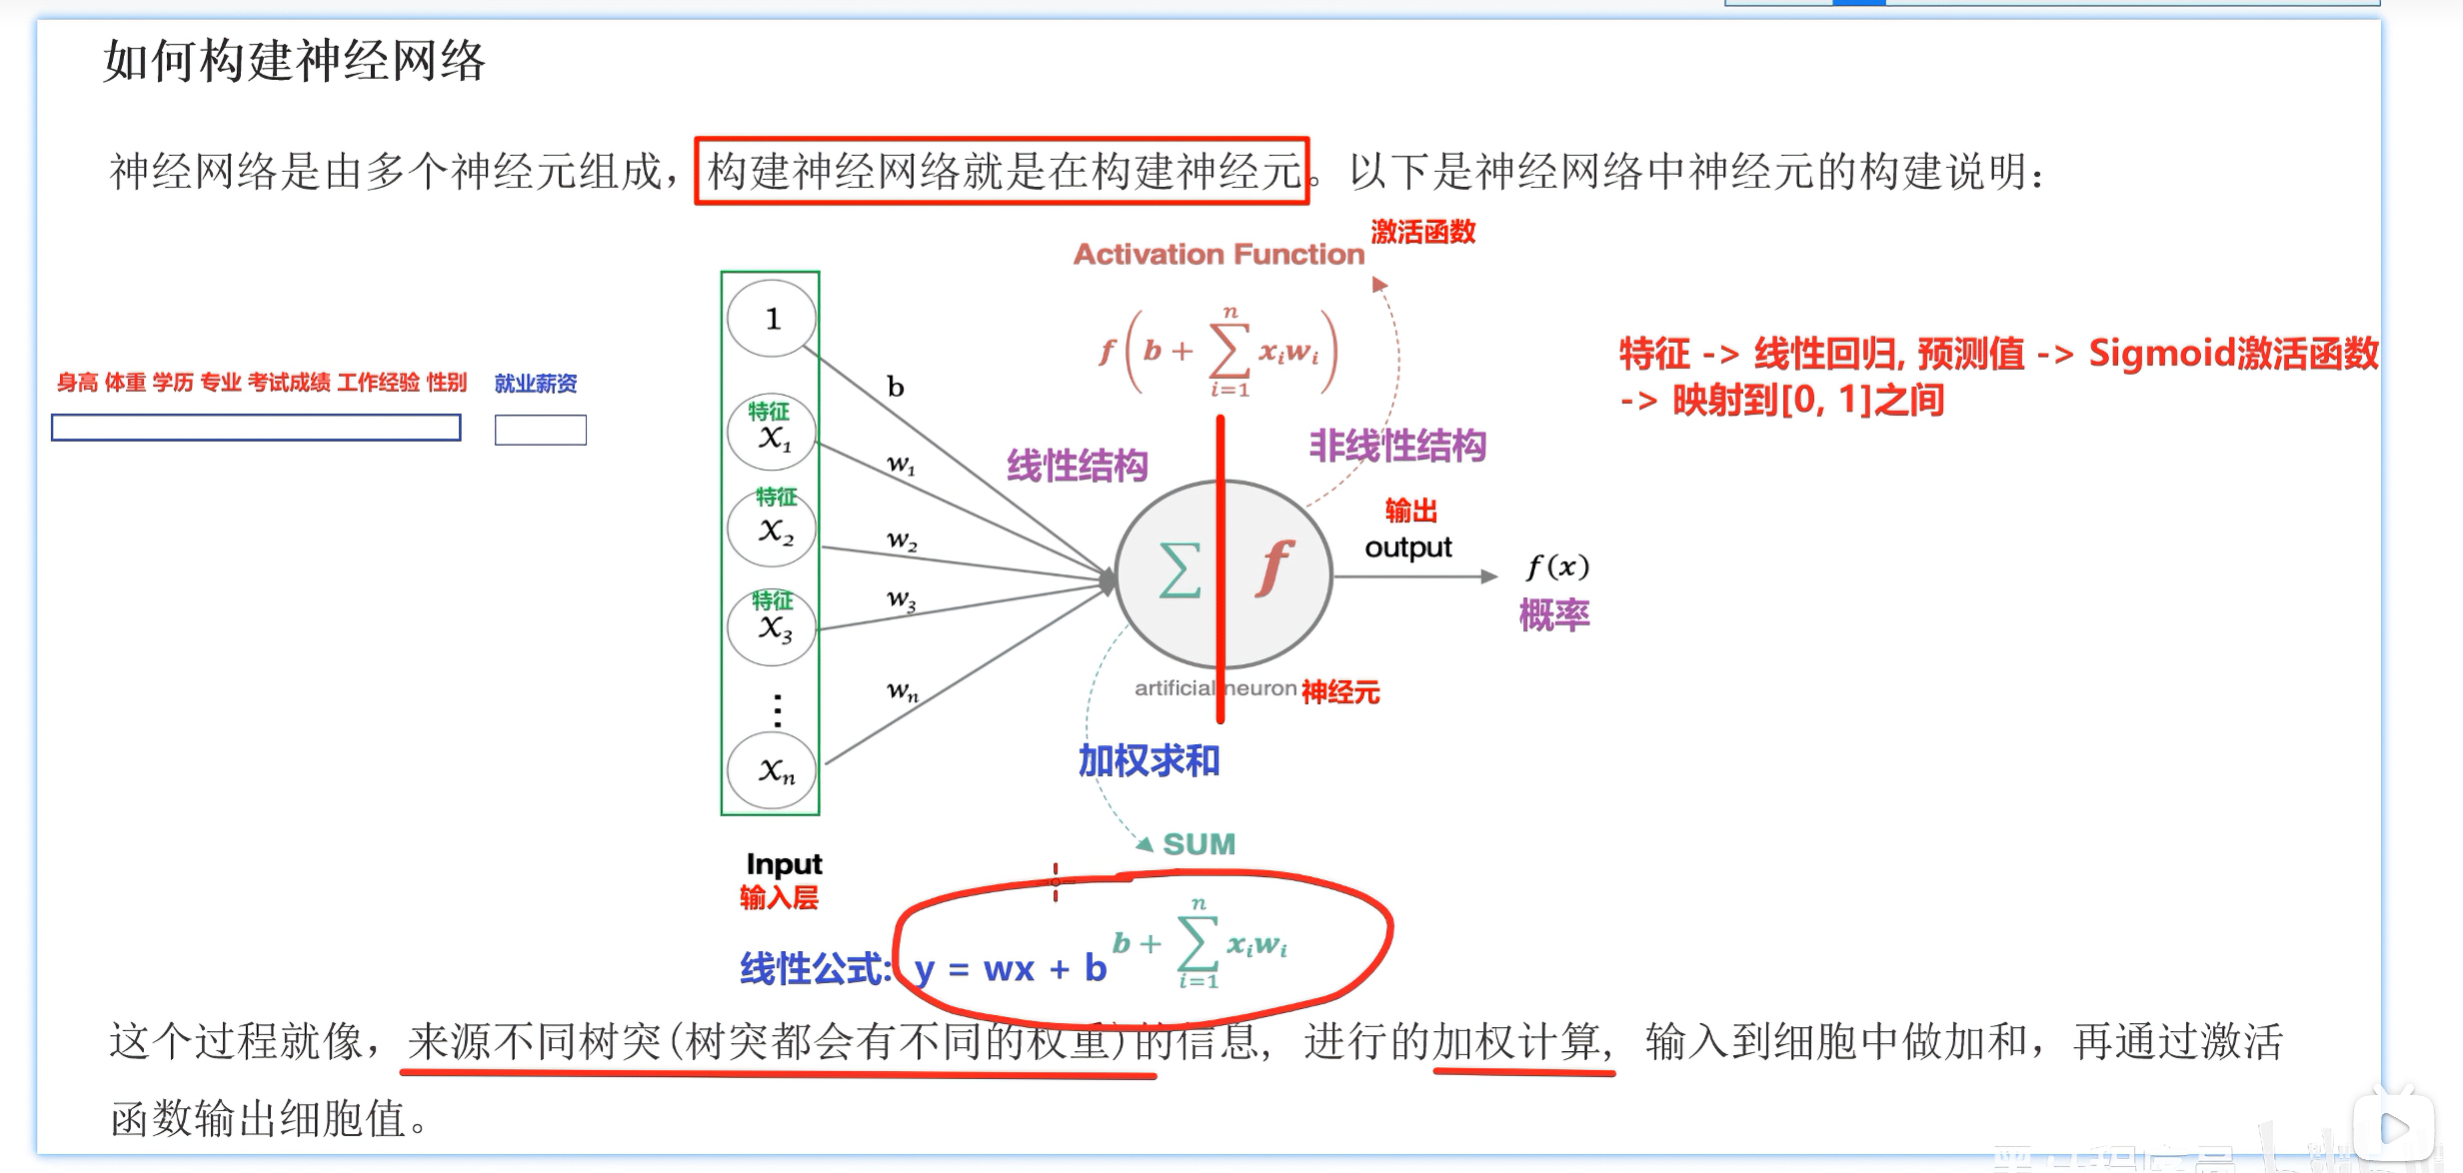 如何构建神经网络
神经网络是由多个神经元组成，构建神经网络就是在构建神经元。以下是神经网络中神经元的构建说明：
激活函数
Activation Function
f(b + ∑ⁿᵢ₌₁ xᵢwᵢ)
特征 -> 线性回归, 预测值 -> Sigmoid激活函数
-> 映射到[0, 1]之间
身高 体重 学历 专业 考试成绩 工作经验 性别 就业薪资
1
b
特征
x₁
w₁
线性结构
非线性结构
特征
x₂
w₂
输出
output
∑ f
f(x)
概率
特征
x₃
w₃
⋮
wₙ
xₙ
artificial neuron 神经元
加权求和
SUM
Input
输入层
b + ∑ⁿᵢ₌₁ xᵢwᵢ
线性公式: y = wx + b
这个过程就像，来源不同树突(树突都会有不同的权重)的信息, 进行的加权计算, 输入到细胞中做加和，再通过激活
函数输出细胞值。